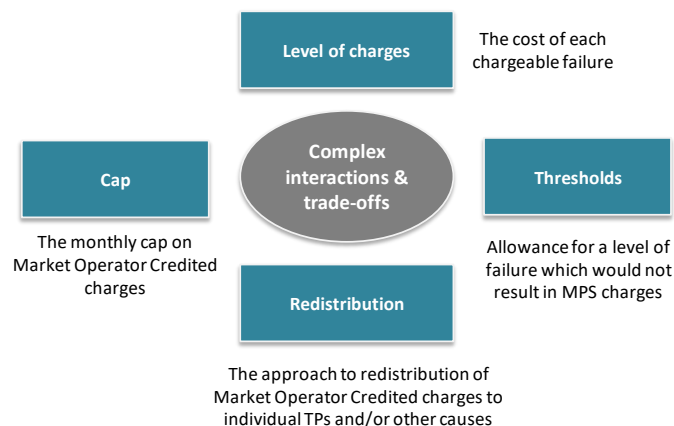 Level of charges
The cost of each
chargeable failure
Complex
interactions &
trade-offs
Cap
The monthly cap on
Market Operator Credited
charges
Thresholds
Allowance for a level of
failure which would not
result in MPS charges
Redistribution
The approach to redistribution of
Market Operator Credited charges to
individual TPs and/or other causes